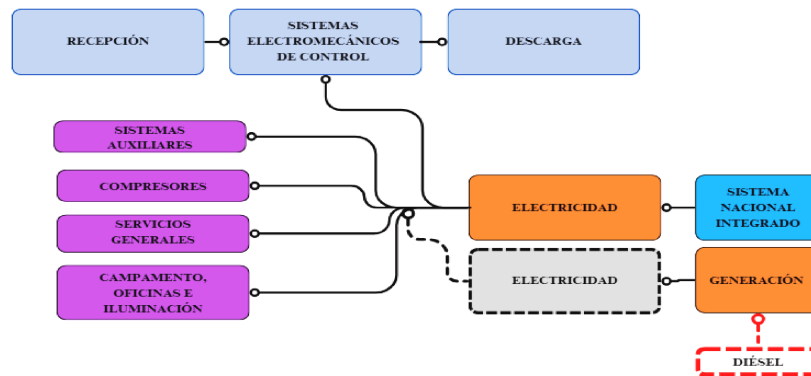 RECEPCIÓN
SISTEMAS
ELECTROMECÁNICOS
DE CONTROL
DESCARGA
SISTEMAS
AUXILIARES
COMPRESORES
SERVICIOS
GENERALES
CAMPAMENTO,
OFICINAS E
ILUMINACIÓN
ELECTRICIDAD
SISTEMA
NACIONAL
INTEGRADO
ELECTRICIDAD
GENERACIÓN
DIÉSEL